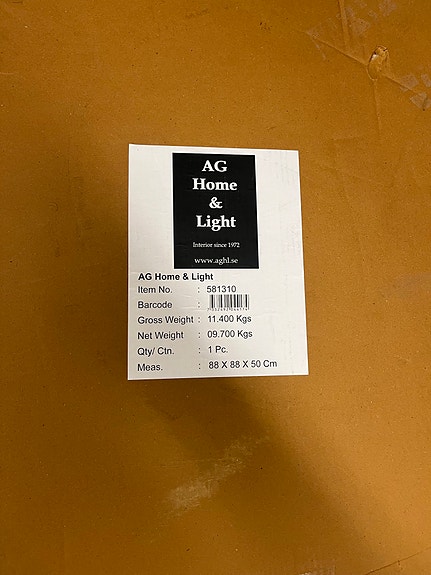 AG
Home
&
Light
Interior since 1972
www.aghl.se
AG Home & Light
Item No. : 581310
Barcode :
Gross Weight : 11.400 Kgs
Net Weight : 09.700 Kgs
Qty/ Ctn. : 1 Pc.
Meas. : 88 X 88 X 50 Cm